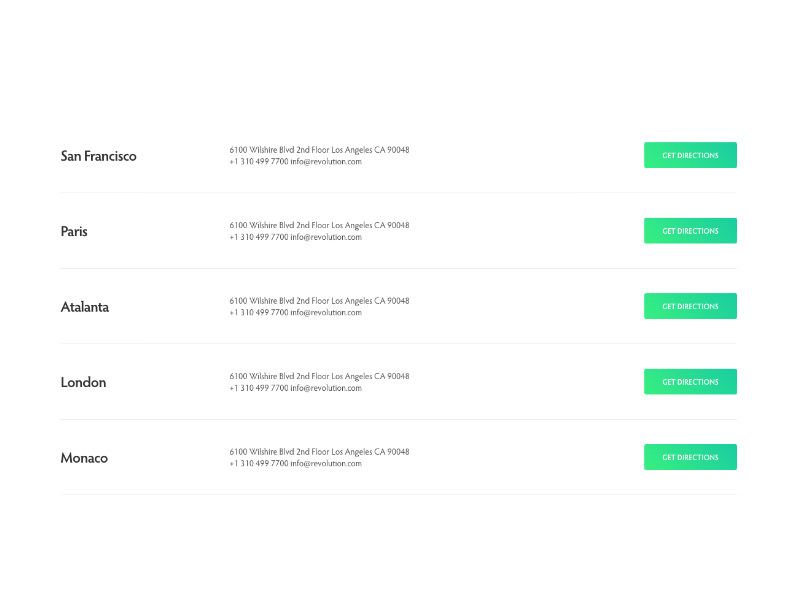 San Francisco
6100 Wilshire Blvd 2nd Floor Los Angeles CA 90048
+1 310 499 7700 info@revolution.com
GET DIRECTIONS
Paris
6100 Wilshire Blvd 2nd Floor Los Angeles CA 90048
+1 310 499 7700 info@revolution.com
GET DIRECTIONS
Atalanta
6100 Wilshire Blvd 2nd Floor Los Angeles CA 90048
+1 310 499 7700 info@revolution.com
GET DIRECTIONS
London
6100 Wilshire Blvd 2nd Floor Los Angeles CA 90048
+1 310 499 7700 info@revolution.com
GET DIRECTIONS
Monaco
6100 Wilshire Blvd 2nd Floor Los Angeles CA 90048
+1 310 499 7700 info@revolution.com
GET DIRECTIONS